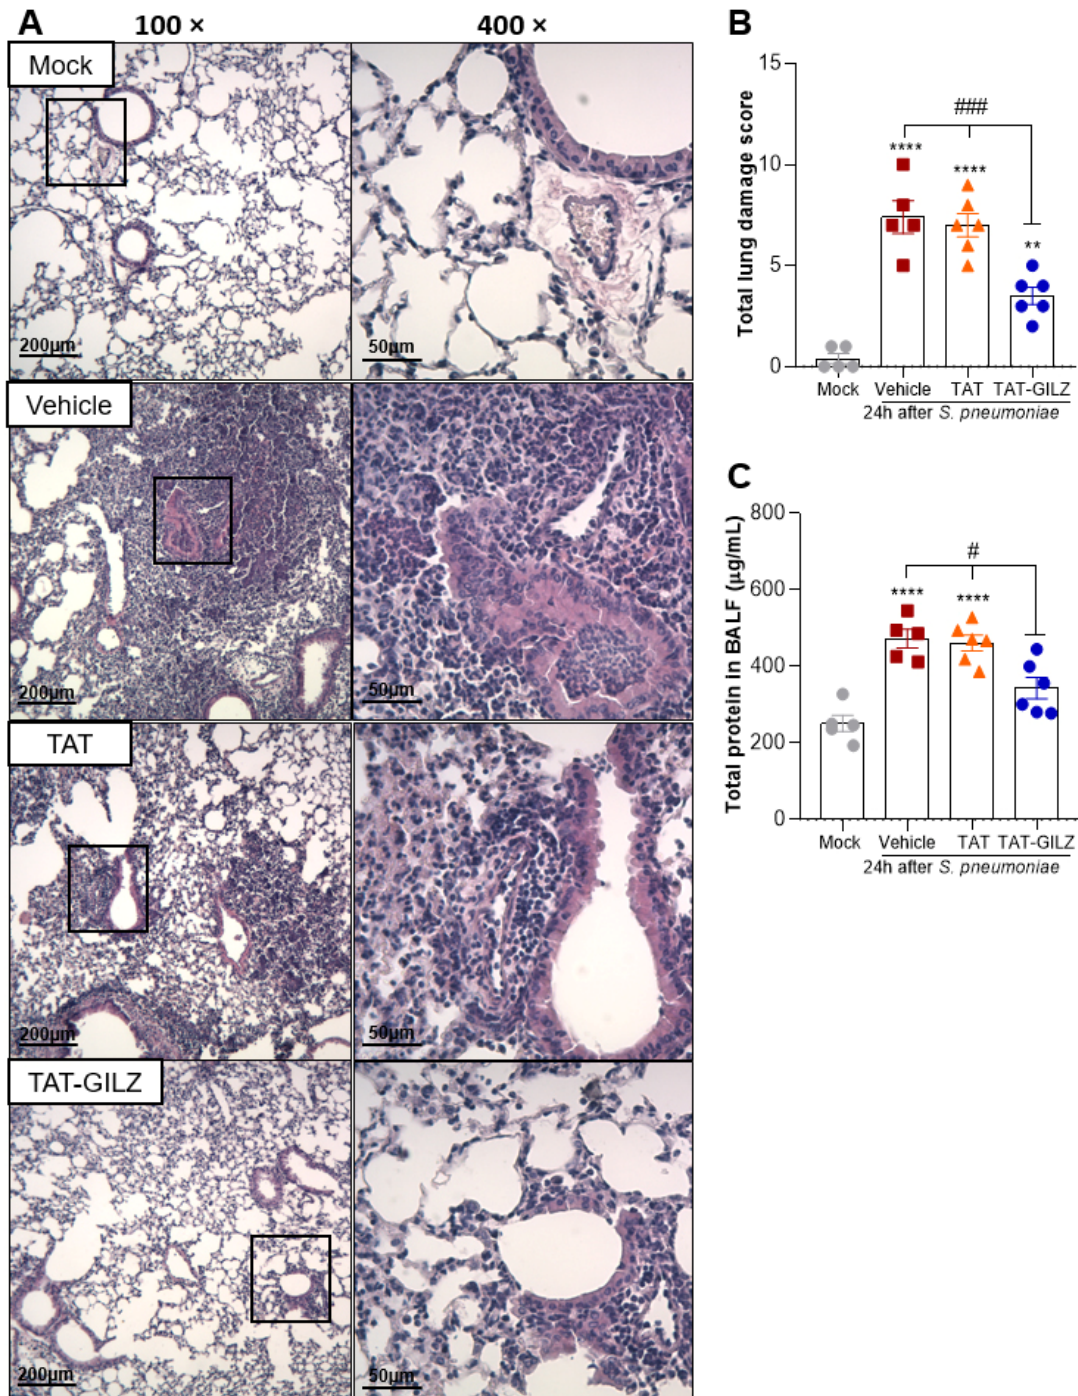 A
100 ×
400 ×
Mock
200µm
50µm
Vehicle
200µm
50µm
TAT
200µm
50µm
TAT-GILZ
200µm
50µm
B
Total lung damage score
15
10
5
0
###
****
****
**
Mock
Vehicle
TAT
TAT-GILZ
24h after S. pneumoniae
C
Total protein in BALF (µg/mL)
800
600
400
200
0
#
****
****
Mock
Vehicle
TAT
TAT-GILZ
24h after S. pneumoniae